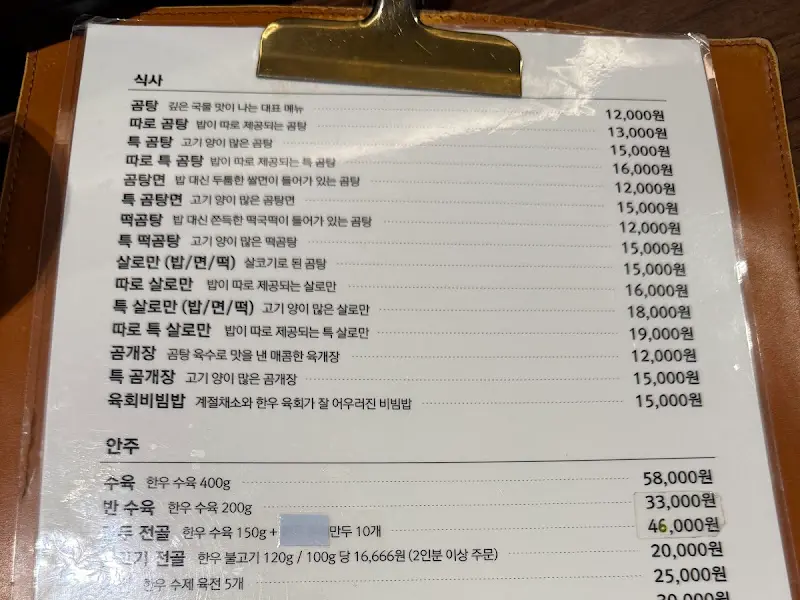 식사
곰탕 깊은 국물 맛이 나는 대표 메뉴 12,000원
따로 곰탕 밥이 따로 제공되는 곰탕 13,000원
특 곰탕 고기 양이 많은 곰탕 15,000원
따로 특 곰탕 밥이 따로 제공되는 특 곰탕 16,000원
곰탕면 밥 대신 두툼한 쌀면이 들어가 있는 곰탕 12,000원
특 곰탕면 고기 양이 많은 곰탕면 15,000원
떡곰탕 밥 대신 쫀득한 떡국떡이 들어가 있는 곰탕 12,000원
특 떡곰탕 고기 양이 많은 떡곰탕 15,000원
살로만 (밥/면/떡) 살코기로 된 곰탕 15,000원
따로 살로만 밥이 따로 제공되는 살로만 16,000원
특 살로만 (밥/면/떡) 고기 양이 많은 살로만 18,000원
따로 특 살로만 밥이 따로 제공되는 특 살로만 19,000원
곰개장 곰탕 육수로 맛을 낸 매콤한 육개장 12,000원
특 곰개장 고기 양이 많은 곰개장 15,000원
육회비빔밥 계절채소와 한우 육회가 잘 어우러진 비빔밥 15,000원
안주
수육 한우 수육 400g 58,000원
반 수육 한우 수육 200g 33,000원
전골 한우 수육 150g + 만두 10개 46,000원
전골 한우 불고기 120g / 100g 당 16,666원 (2인분 이상 주문) 20,000원
한우 수제 육전 5개 25,000원